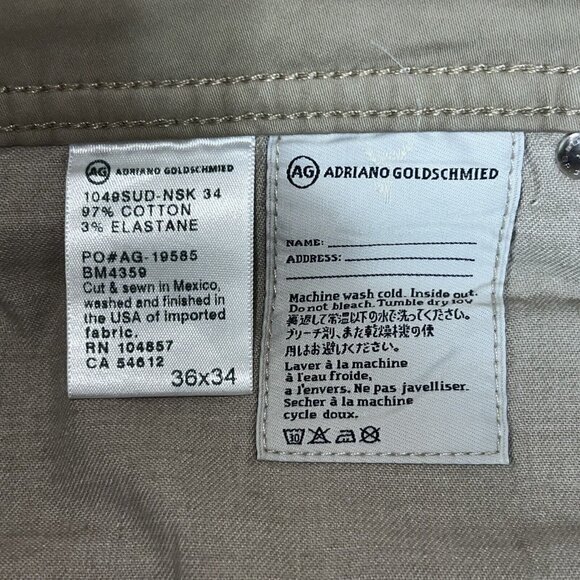 AG ADRIANO GOLDSCHMIED
1049SUD-NSK 34
97% COTTON
3% ELASTANE
PO#AG-19585
BM4359
Cut & sewn in Mexico,
washed and finished in
the USA of imported
fabric.
RN 104857
CA 54612
36x34
AG ADRIANO GOLDSCHMIED
NAME:
ADDRESS:
Machine wash cold. Inside out.
Do not bleach. Tumble dry low
裏返して常温以下の水で洗ってください。
ブリーチ剤、また乾燥機の使
用はお避けください。
Laver à la machine
à l'eau froide,
a l'envers. Ne pas javelliser.
Secher à la machine
cycle doux.
30